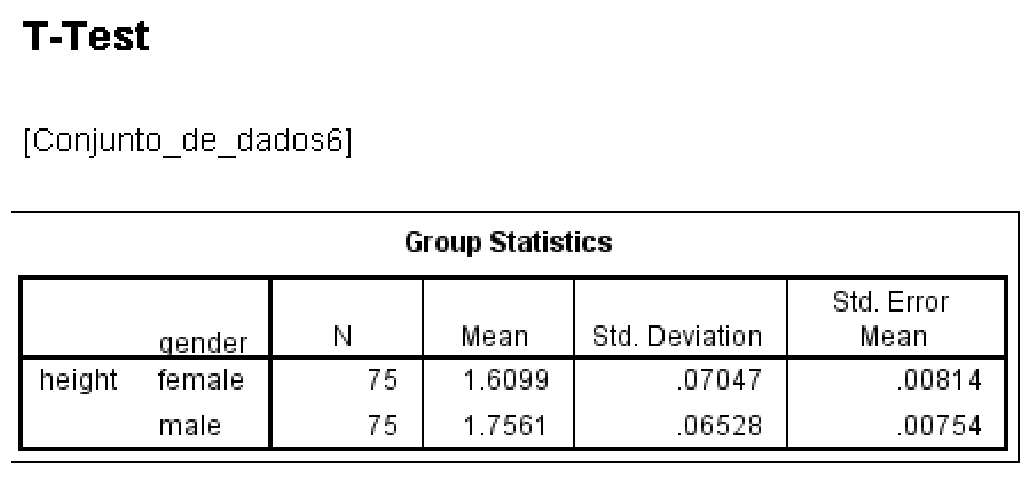 T-Test
[Conjunto_de_dados6]
Group Statistics
gender N Mean Std. Deviation Std. Error Mean
height female 75 1.6099 .07047 .00814
male 75 1.7561 .06528 .00754